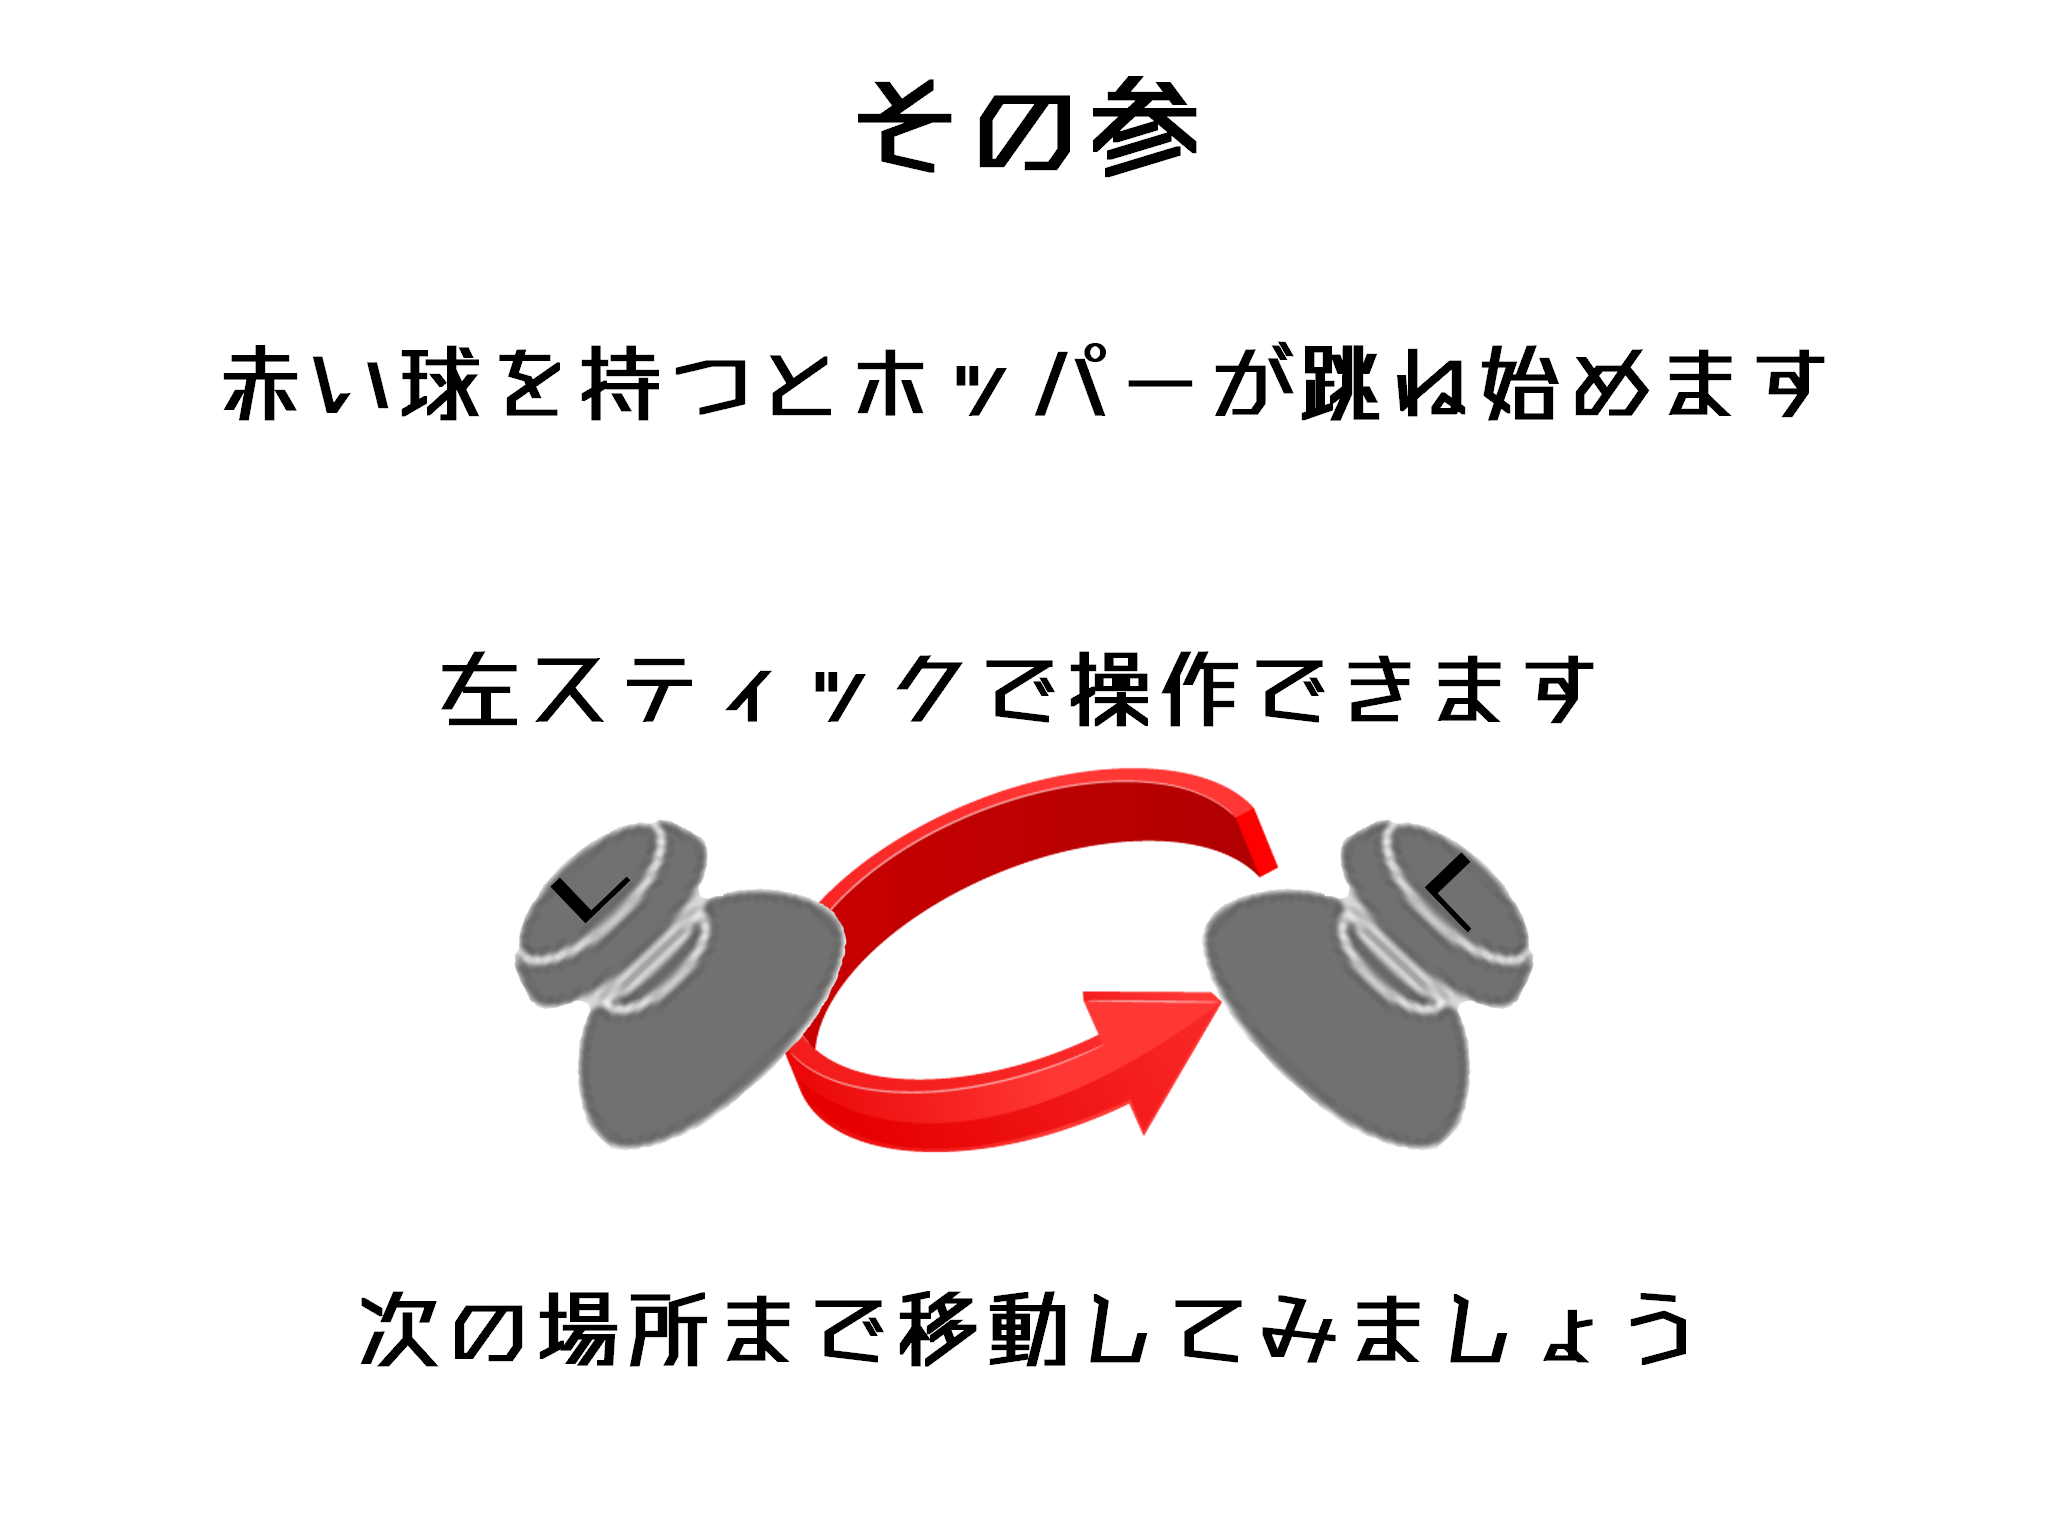 その参
赤い球を持つとホッパーが跳ね始めます
左スティックで操作できます
L L
次の場所まで移動してみましょう